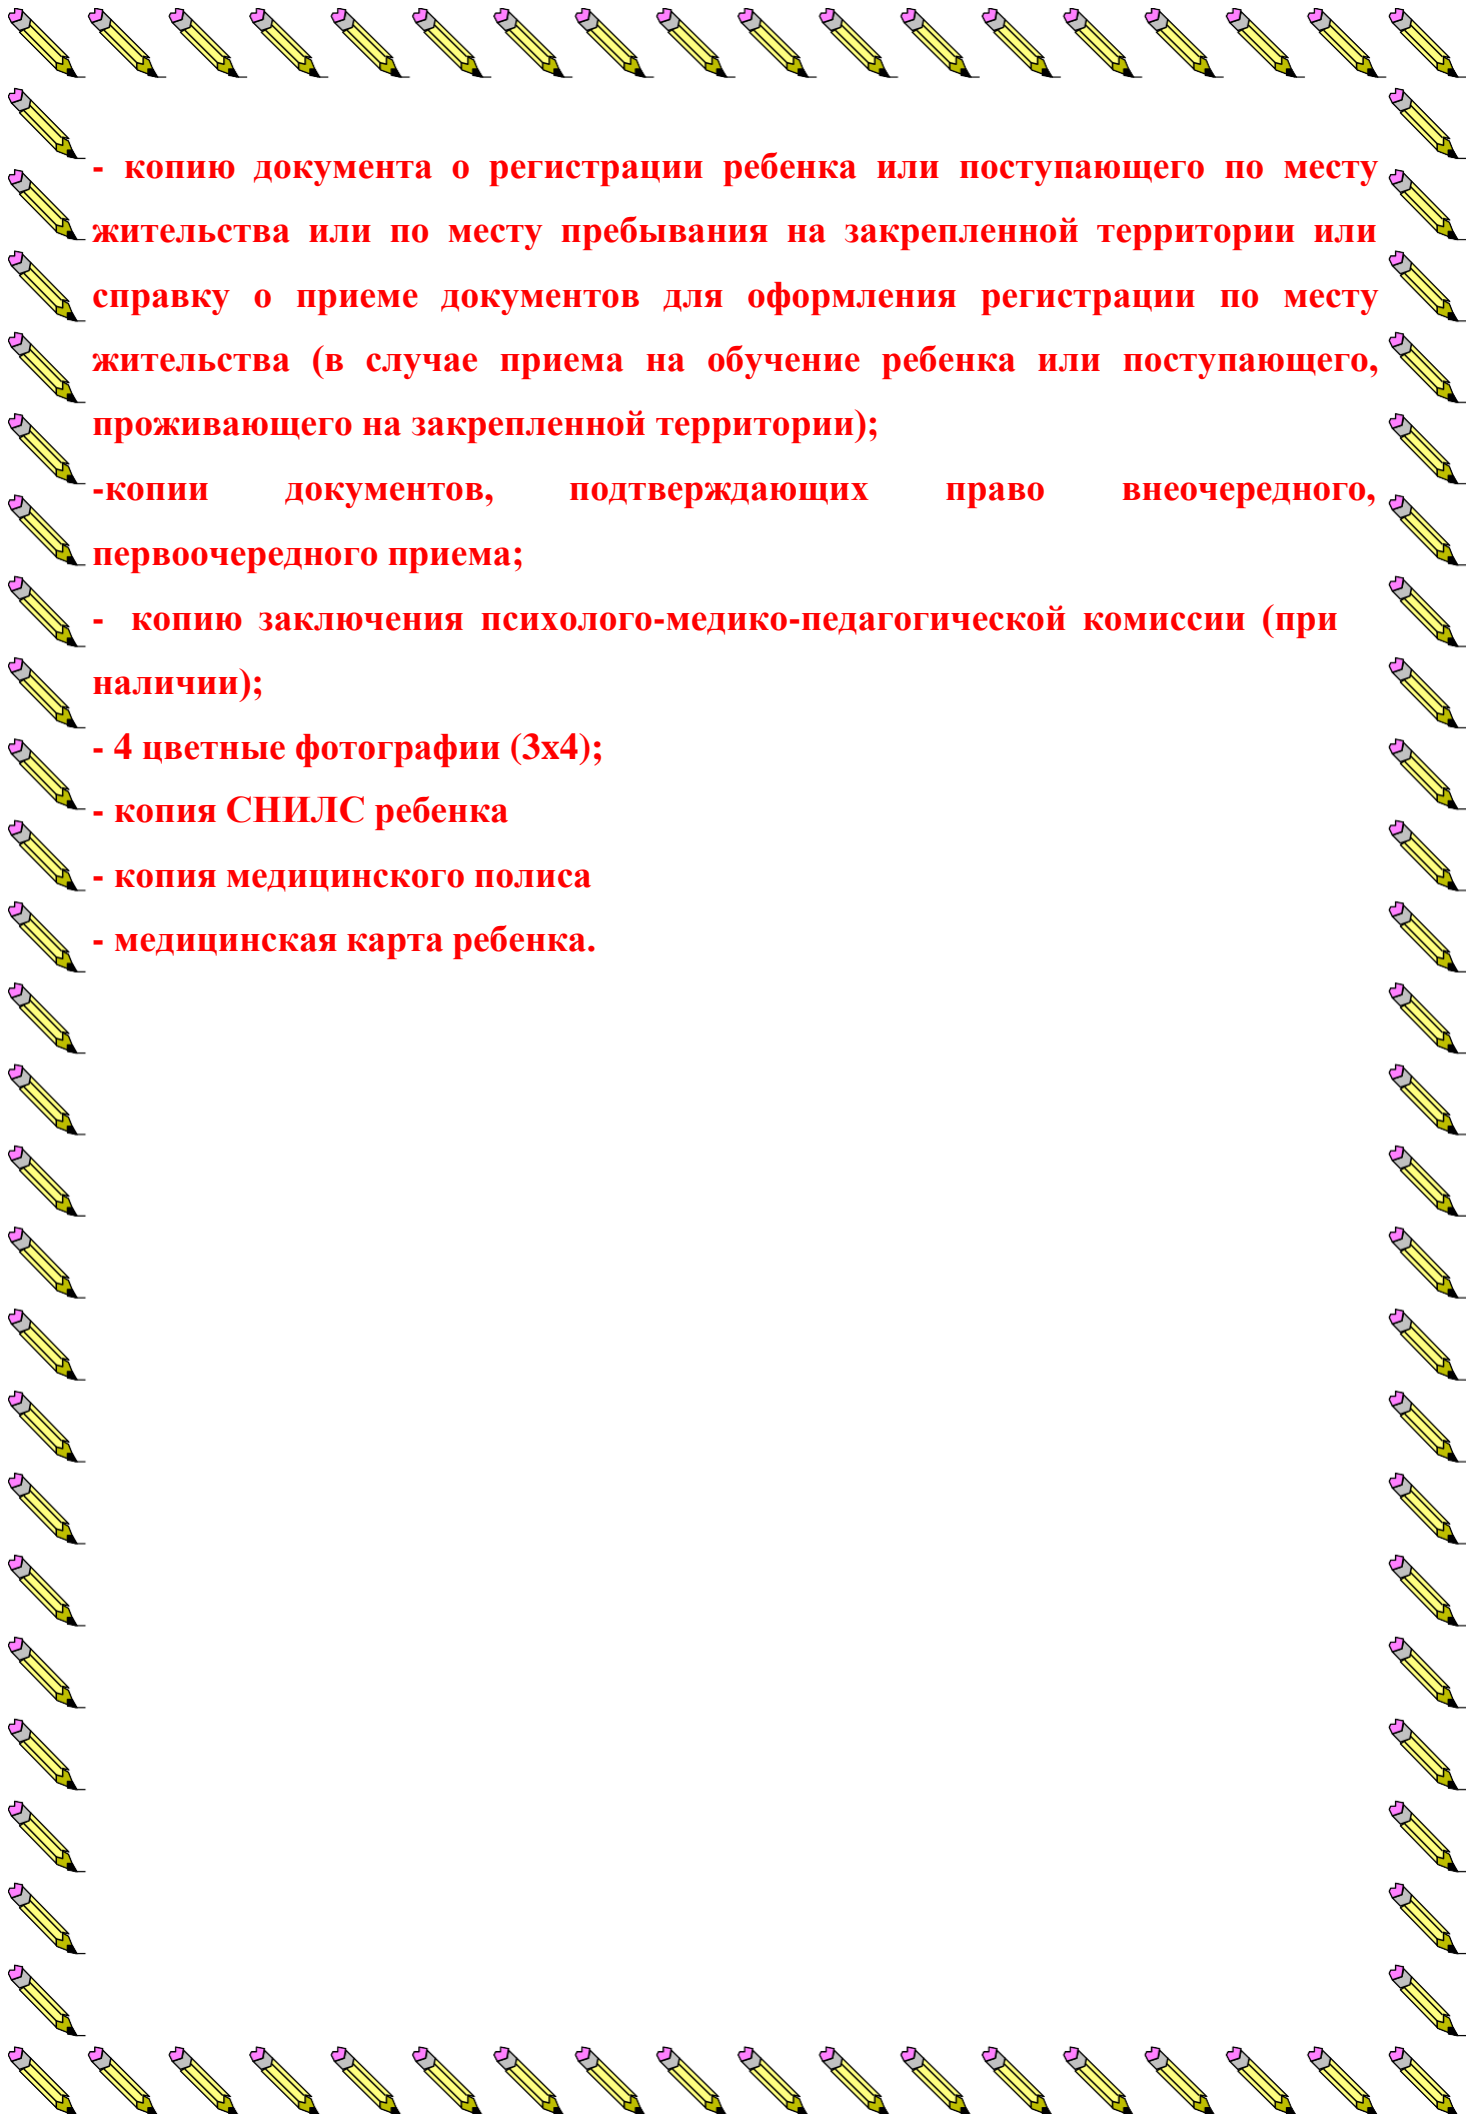 - копию документа о регистрации ребенка или поступающего по месту
жительства или по месту пребывания на закрепленной территории или
справку о приеме документов для оформления регистрации по месту
жительства (в случае приема на обучение ребенка или поступающего,
проживающего на закрепленной территории);
-копии документов, подтверждающих право внеочередного,
первоочередного приема;
- копию заключения психолого-медико-педагогической комиссии (при
наличии);
- 4 цветные фотографии (3х4);
- копия СНИЛС ребенка
- копия медицинского полиса
- медицинская карта ребенка.